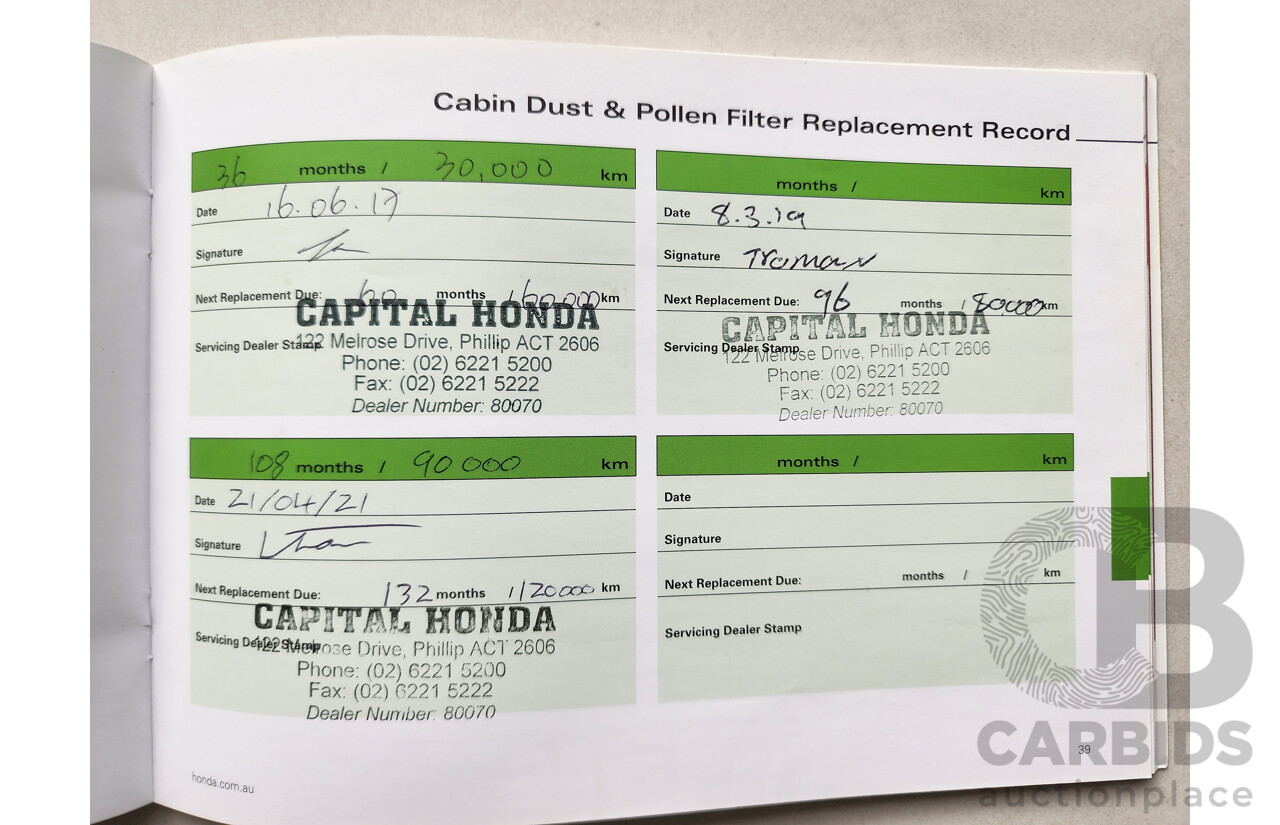 Cabin Dust & Pollen Filter Replacement Record
36 months / 30,000 km
Date 16.06.17
Signature
Next Replacement Due: 60 months / 60,000 km
CAPITAL HONDA
Servicing Dealer Stamp 122 Melrose Drive, Phillip ACT 2606
Phone: (02) 6221 5200
Fax: (02) 6221 5222
Dealer Number: 80070
months / km
Date 8.3.19
Signature
Next Replacement Due: 96 months / 80000 km
CAPITAL HONDA
Servicing Dealer Stamp 122 Melrose Drive, Phillip ACT 2606
Phone: (02) 6221 5200
Fax: (02) 6221 5222
Dealer Number: 80070
108 months / 90 000 km
Date 21/04/21
Signature
Next Replacement Due: 132 months / 120000 km
CAPITAL HONDA
Servicing Dealer Stamp 122 Melrose Drive, Phillip ACT 2606
Phone: (02) 6221 5200
Fax: (02) 6221 5222
Dealer Number: 80070
months / km
Date
Signature
Next Replacement Due: months / km
Servicing Dealer Stamp
honda.com.au
39
CB
CARBIDS
auctionplace